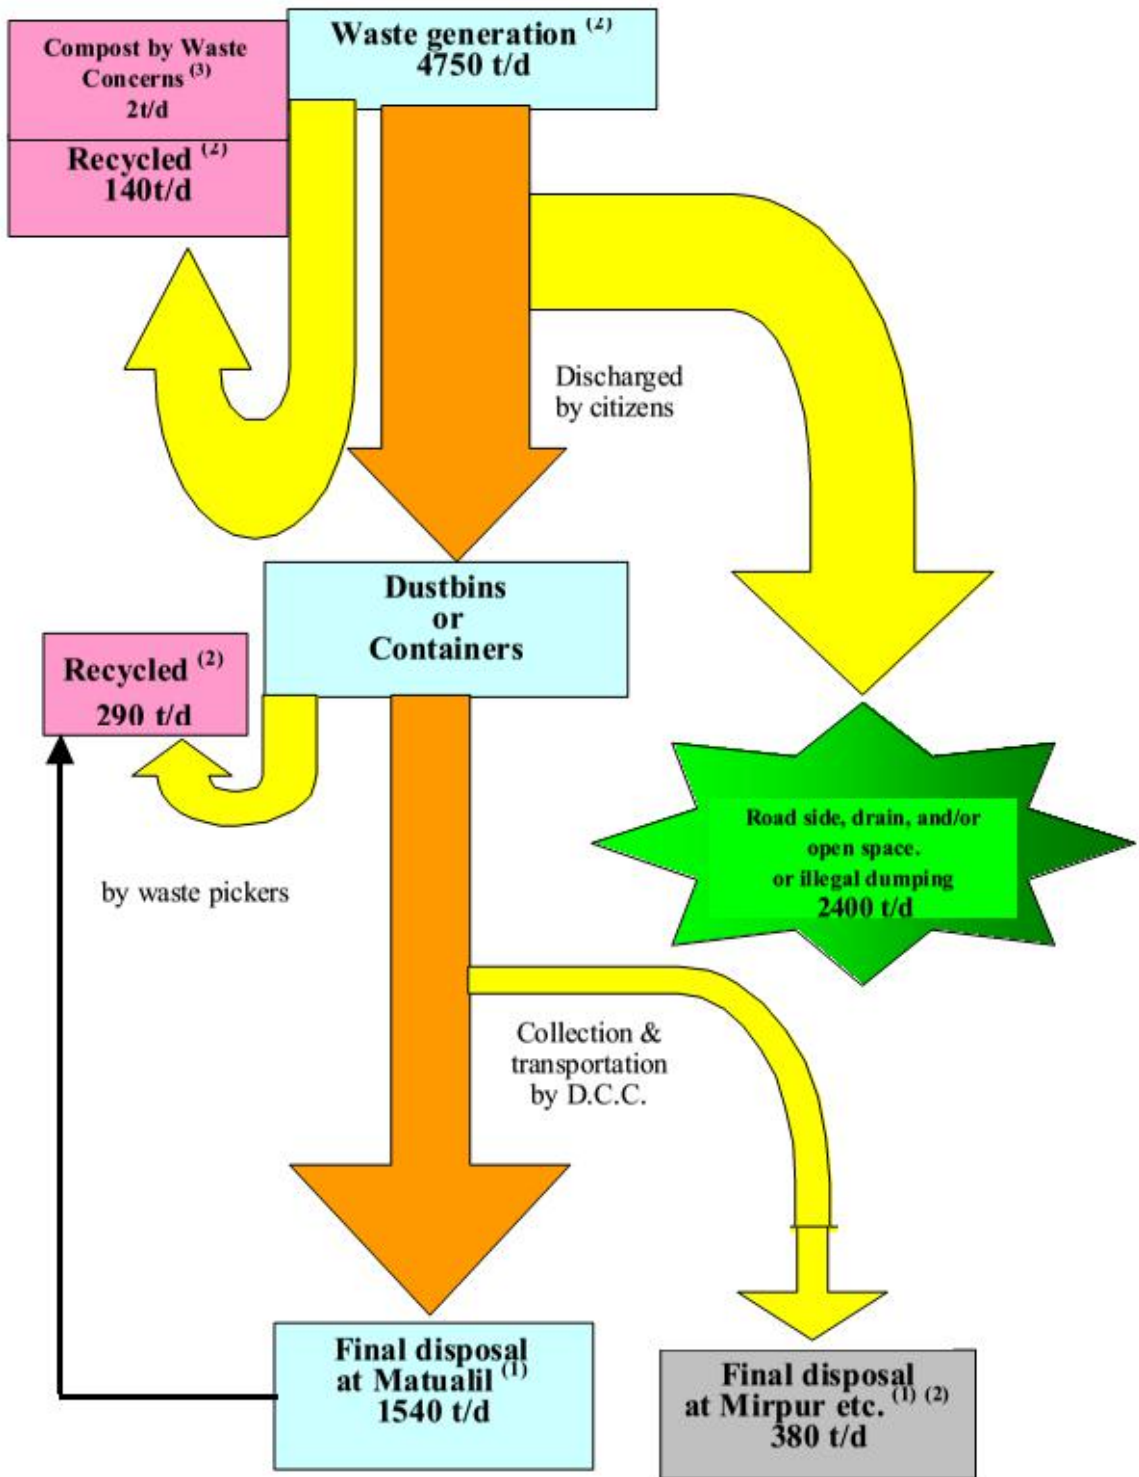 Compost by Waste
Concerns (3)
2t/d
Recycled (2)
140t/d
Waste generation (2)
4750 t/d
Discharged
by citizens
Dustbins
or
Containers
Recycled (2)
290 t/d
by waste pickers
Road side, drain, and/or
open space.
or illegal dumping
2400 t/d
Collection &
transportation
by D.C.C.
Final disposal
at Matualil (1)
1540 t/d
Final disposal
at Mirpur etc. (1) (2)
380 t/d